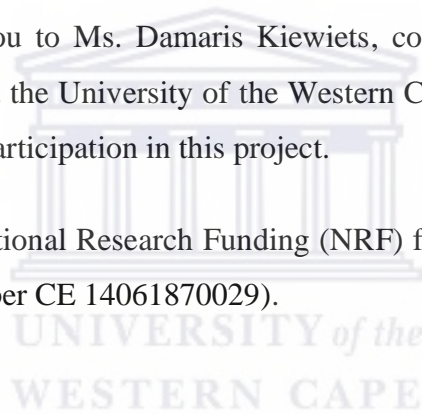 ou to Ms. Damaris Kiewiets, co
the University of the Western C
articipation in this project.
tional Research Funding (NRF) f
er CE 14061870029).
UNIVERSITY of the
WESTERN CAPE